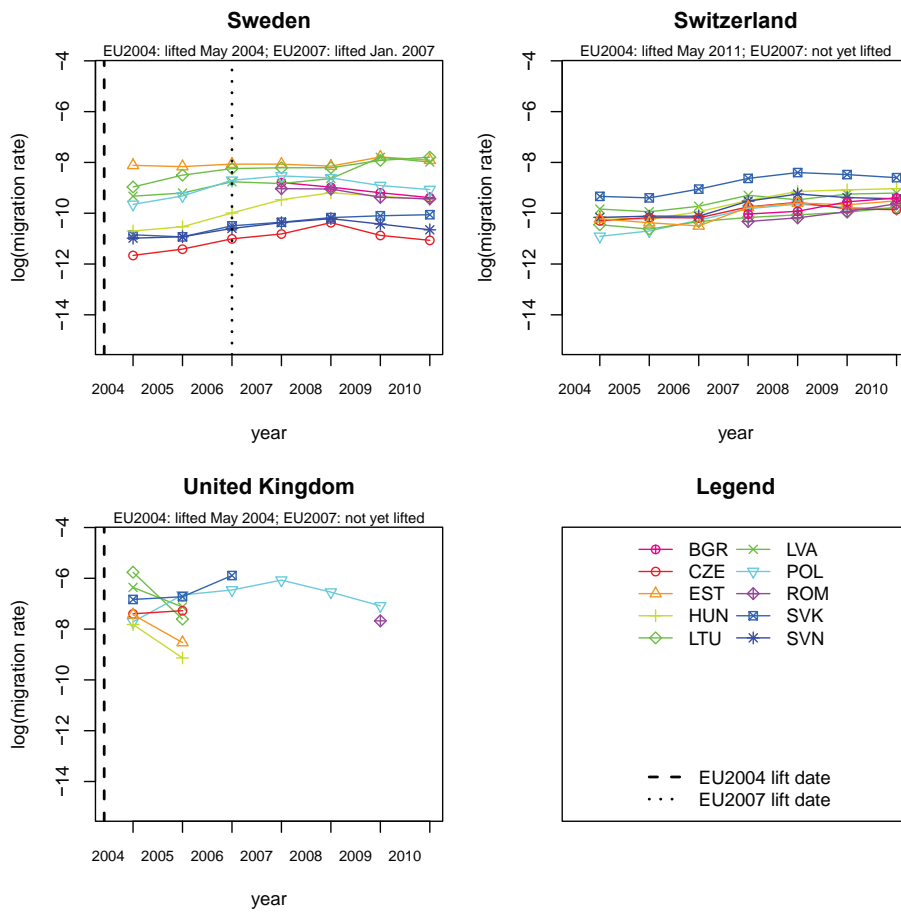 Sweden
EU2004: lifted May 2004; EU2007: lifted Jan. 2007
log(migration rate)
−4
−6
−8
−10
−12
−14
2004 2005 2006 2007 2008 2009 2010
year
Switzerland
EU2004: lifted May 2011; EU2007: not yet lifted
log(migration rate)
−4
−6
−8
−10
−12
−14
2004 2005 2006 2007 2008 2009 2010
year
United Kingdom
EU2004: lifted May 2004; EU2007: not yet lifted
log(migration rate)
−4
−6
−8
−10
−12
−14
2004 2005 2006 2007 2008 2009 2010
year
Legend
BGR LVA
CZE POL
EST ROM
HUN SVK
LTU SVN
EU2004 lift date
EU2007 lift date